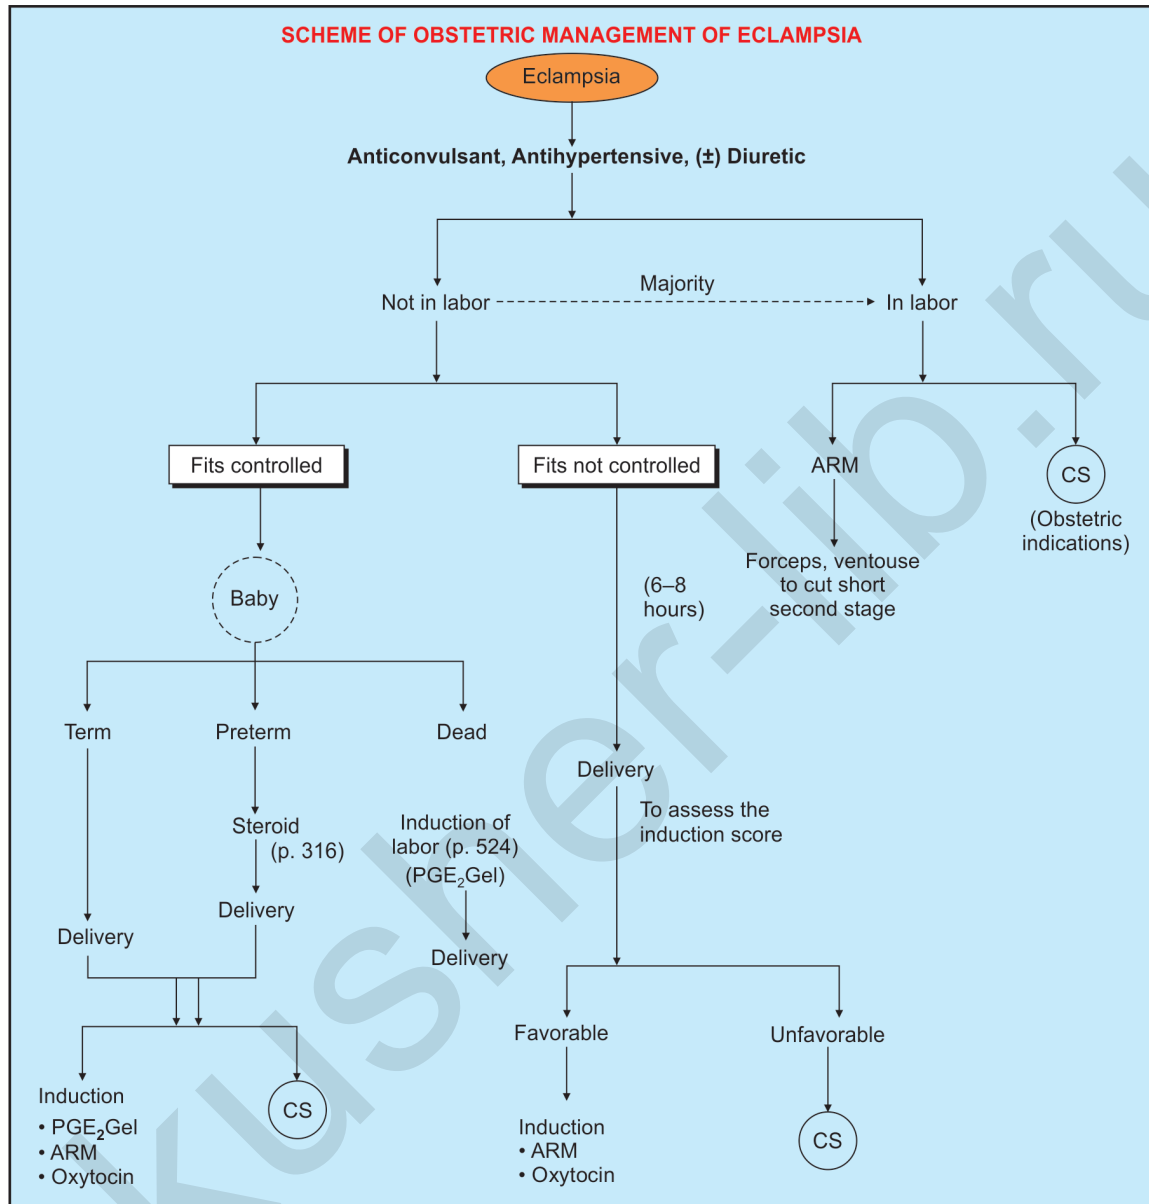 SCHEME OF OBSTETRIC MANAGEMENT OF ECLAMPSIA
Eclampsia
Anticonvulsant, Antihypertensive, (±) Diuretic
Majority
Not in labor
In labor
Fits controlled
Fits not controlled
ARM
CS
(Obstetric
indications)
Forceps, ventouse
to cut short
second stage
Baby
(6–8
hours)
Term
Preterm
Dead
Delivery
To assess the
induction score
Steroid
(p. 316)
Induction of
labor (p. 524)
(PGE₂Gel)
Delivery
Delivery
Delivery
Favorable
Unfavorable
Induction
• PGE₂Gel
• ARM
• Oxytocin
CS
Induction
• ARM
• Oxytocin
CS
kusher-lib.ru